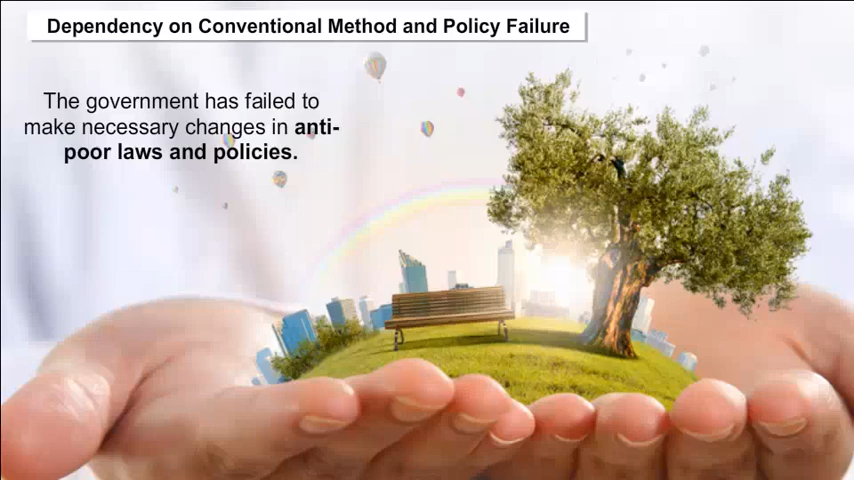 Dependency on Conventional Method and Policy Failure
The government has failed to
make necessary changes in anti-
poor laws and policies.